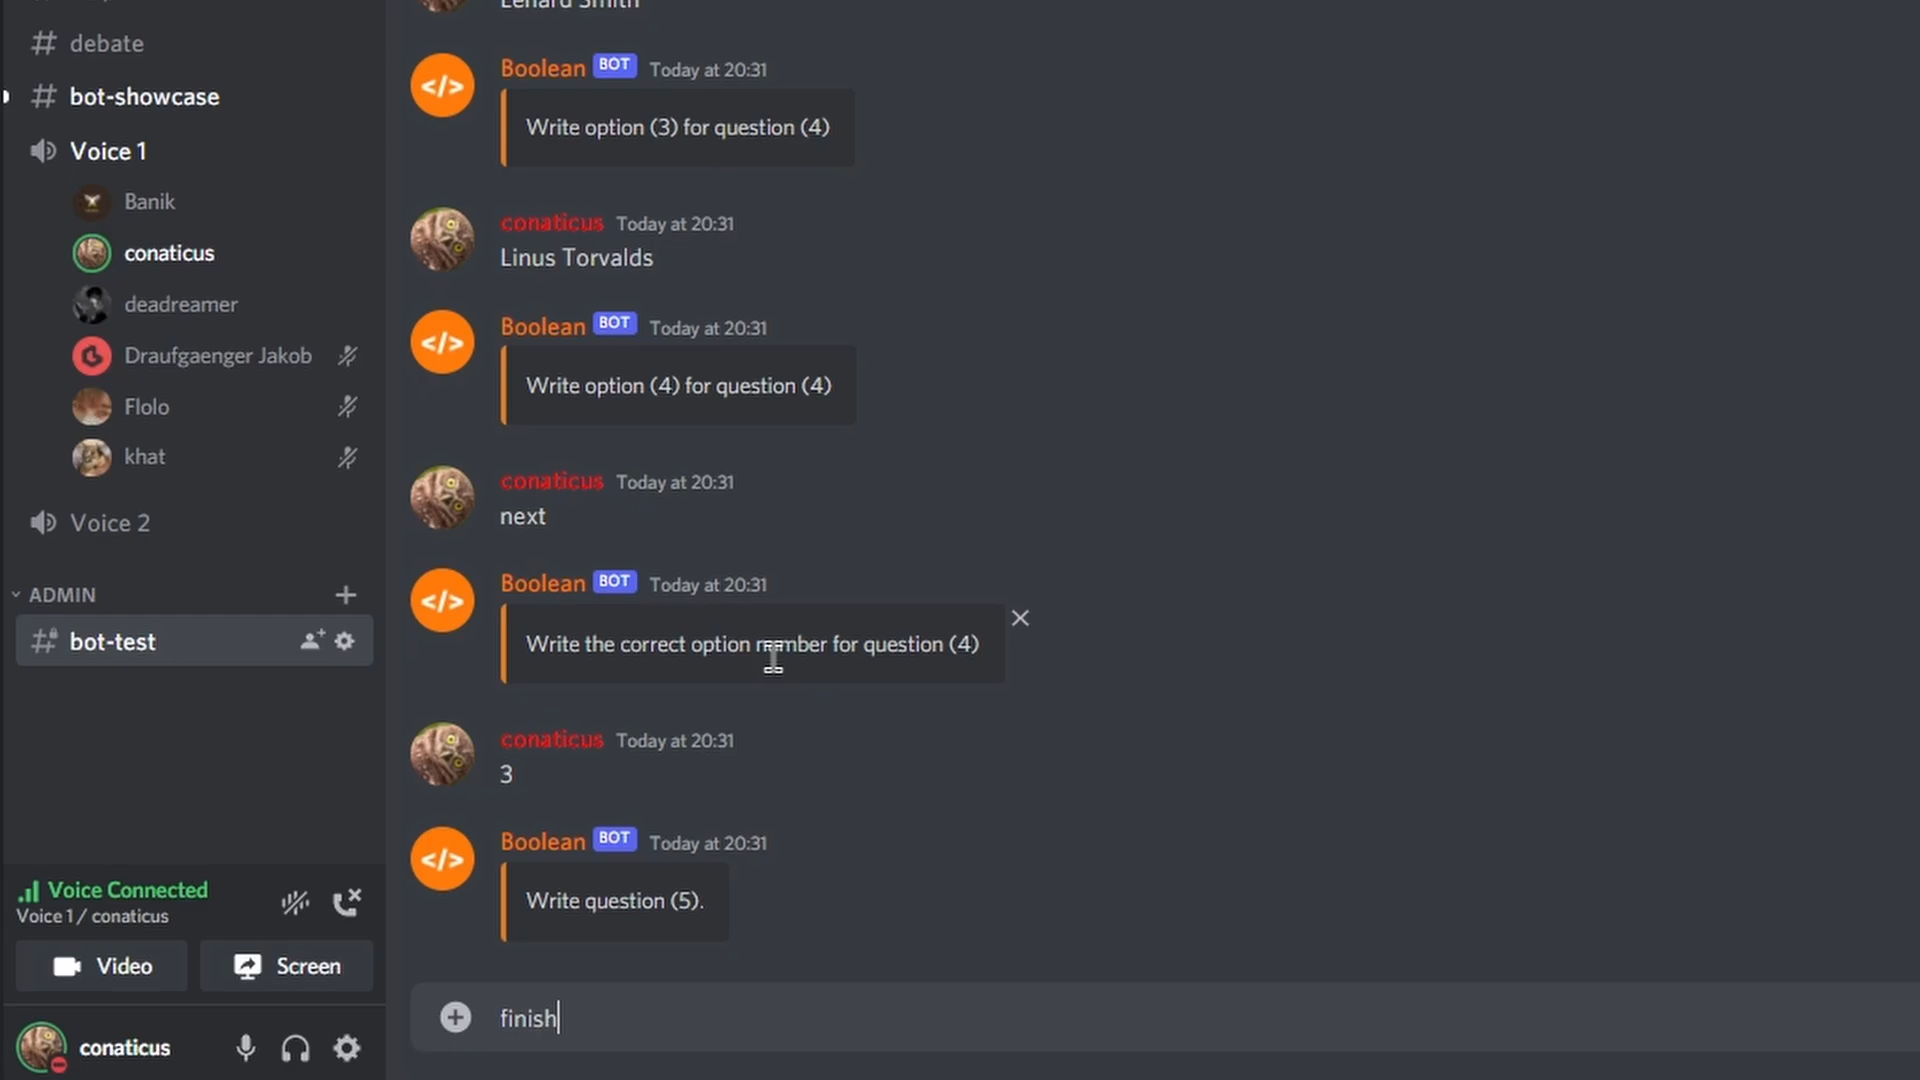 debate
bot-showcase
Voice 1
Banik
conaticus
deadreamer
Draufgaenger Jakob
Flolo
khat
Voice 2
ADMIN
bot-test
Voice Connected
Voice 1 / conaticus
Video
Screen
conaticus
Lenard Smith
Boolean BOT Today at 20:31
Write option (3) for question (4)
conaticus Today at 20:31
Linus Torvalds
Boolean BOT Today at 20:31
Write option (4) for question (4)
conaticus Today at 20:31
next
Boolean BOT Today at 20:31
Write the correct option number for question (4)
conaticus Today at 20:31
3
Boolean BOT Today at 20:31
Write question (5).
finish